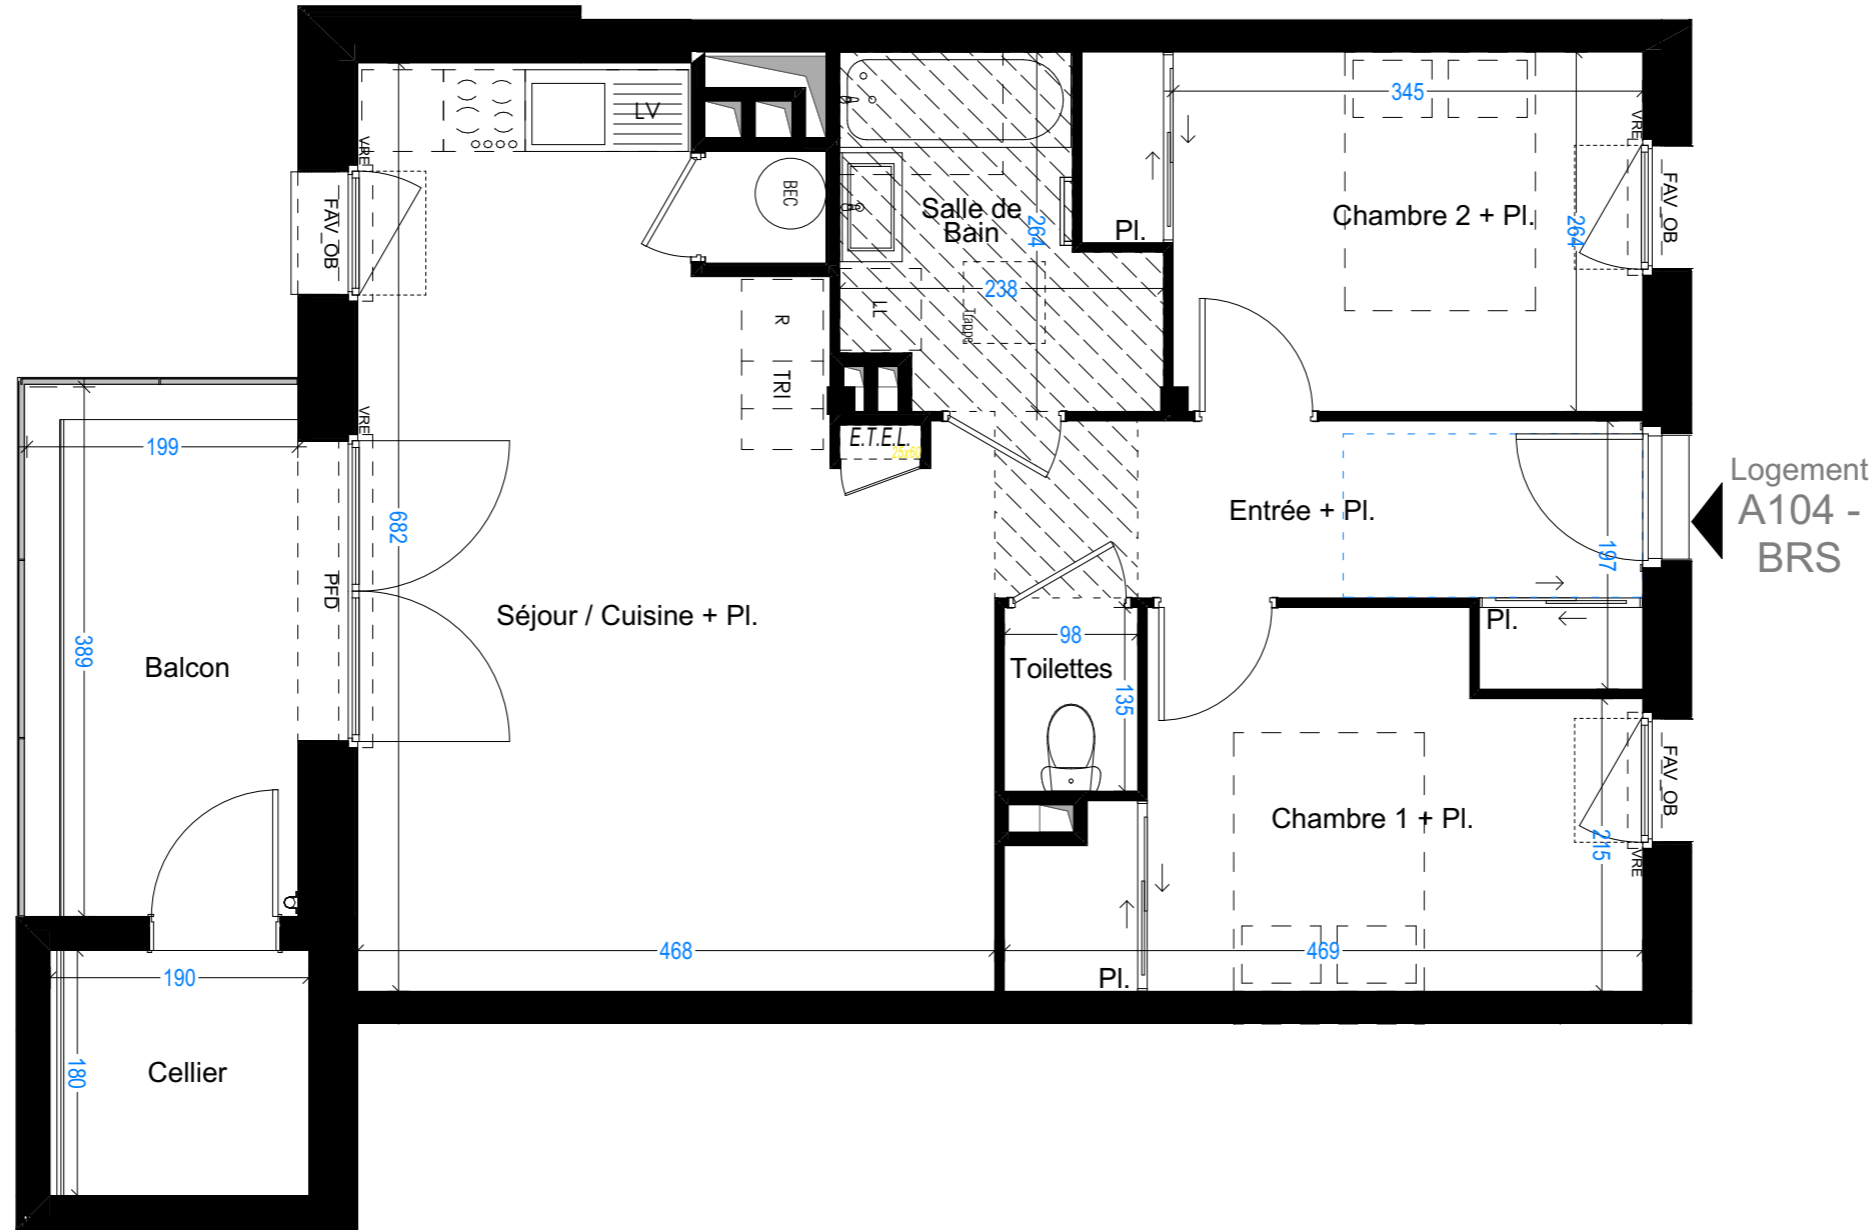 LV
VRE
FAV_OB
BEC
Salle de
Bain
264
238
LL
Trappe
Pl.
345
Chambre 2 + Pl.
264
VRE
FAV_OB
R
TRI
E.T.E.L.
25x60
199
VRE
682
PFD
389
Balcon
Séjour / Cuisine + Pl.
Entrée + Pl.
197
Logement
A104 -
BRS
98
Toilettes
135
Pl.
Chambre 1 + Pl.
215
FAV_OB
VRE
468
469
Pl.
190
180
Cellier